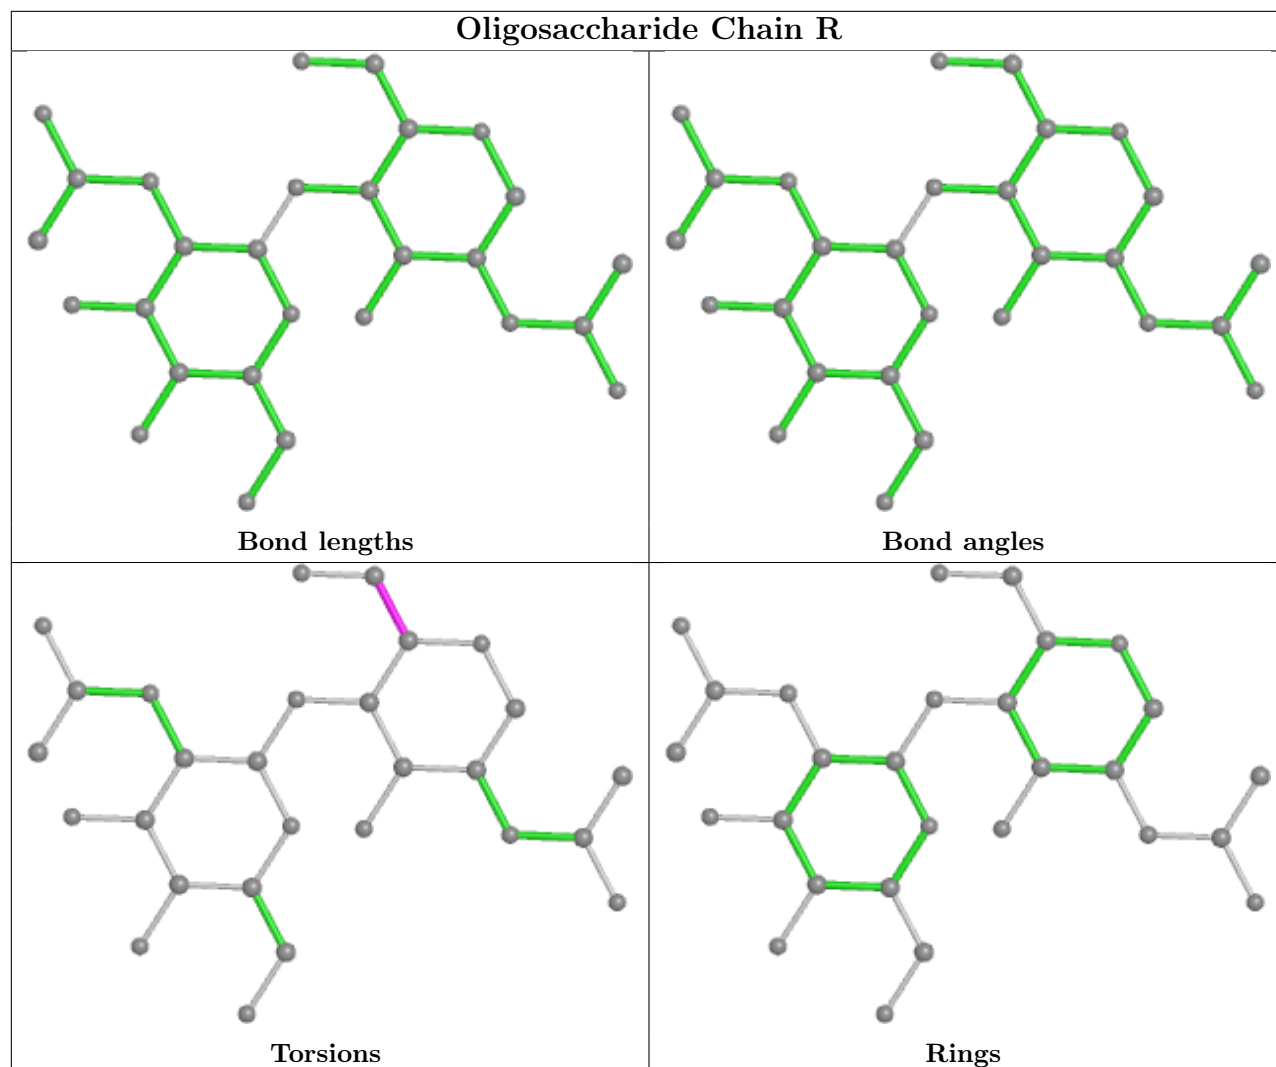 Oligosaccharide Chain R
Bond lengths
Bond angles
Torsions
Rings